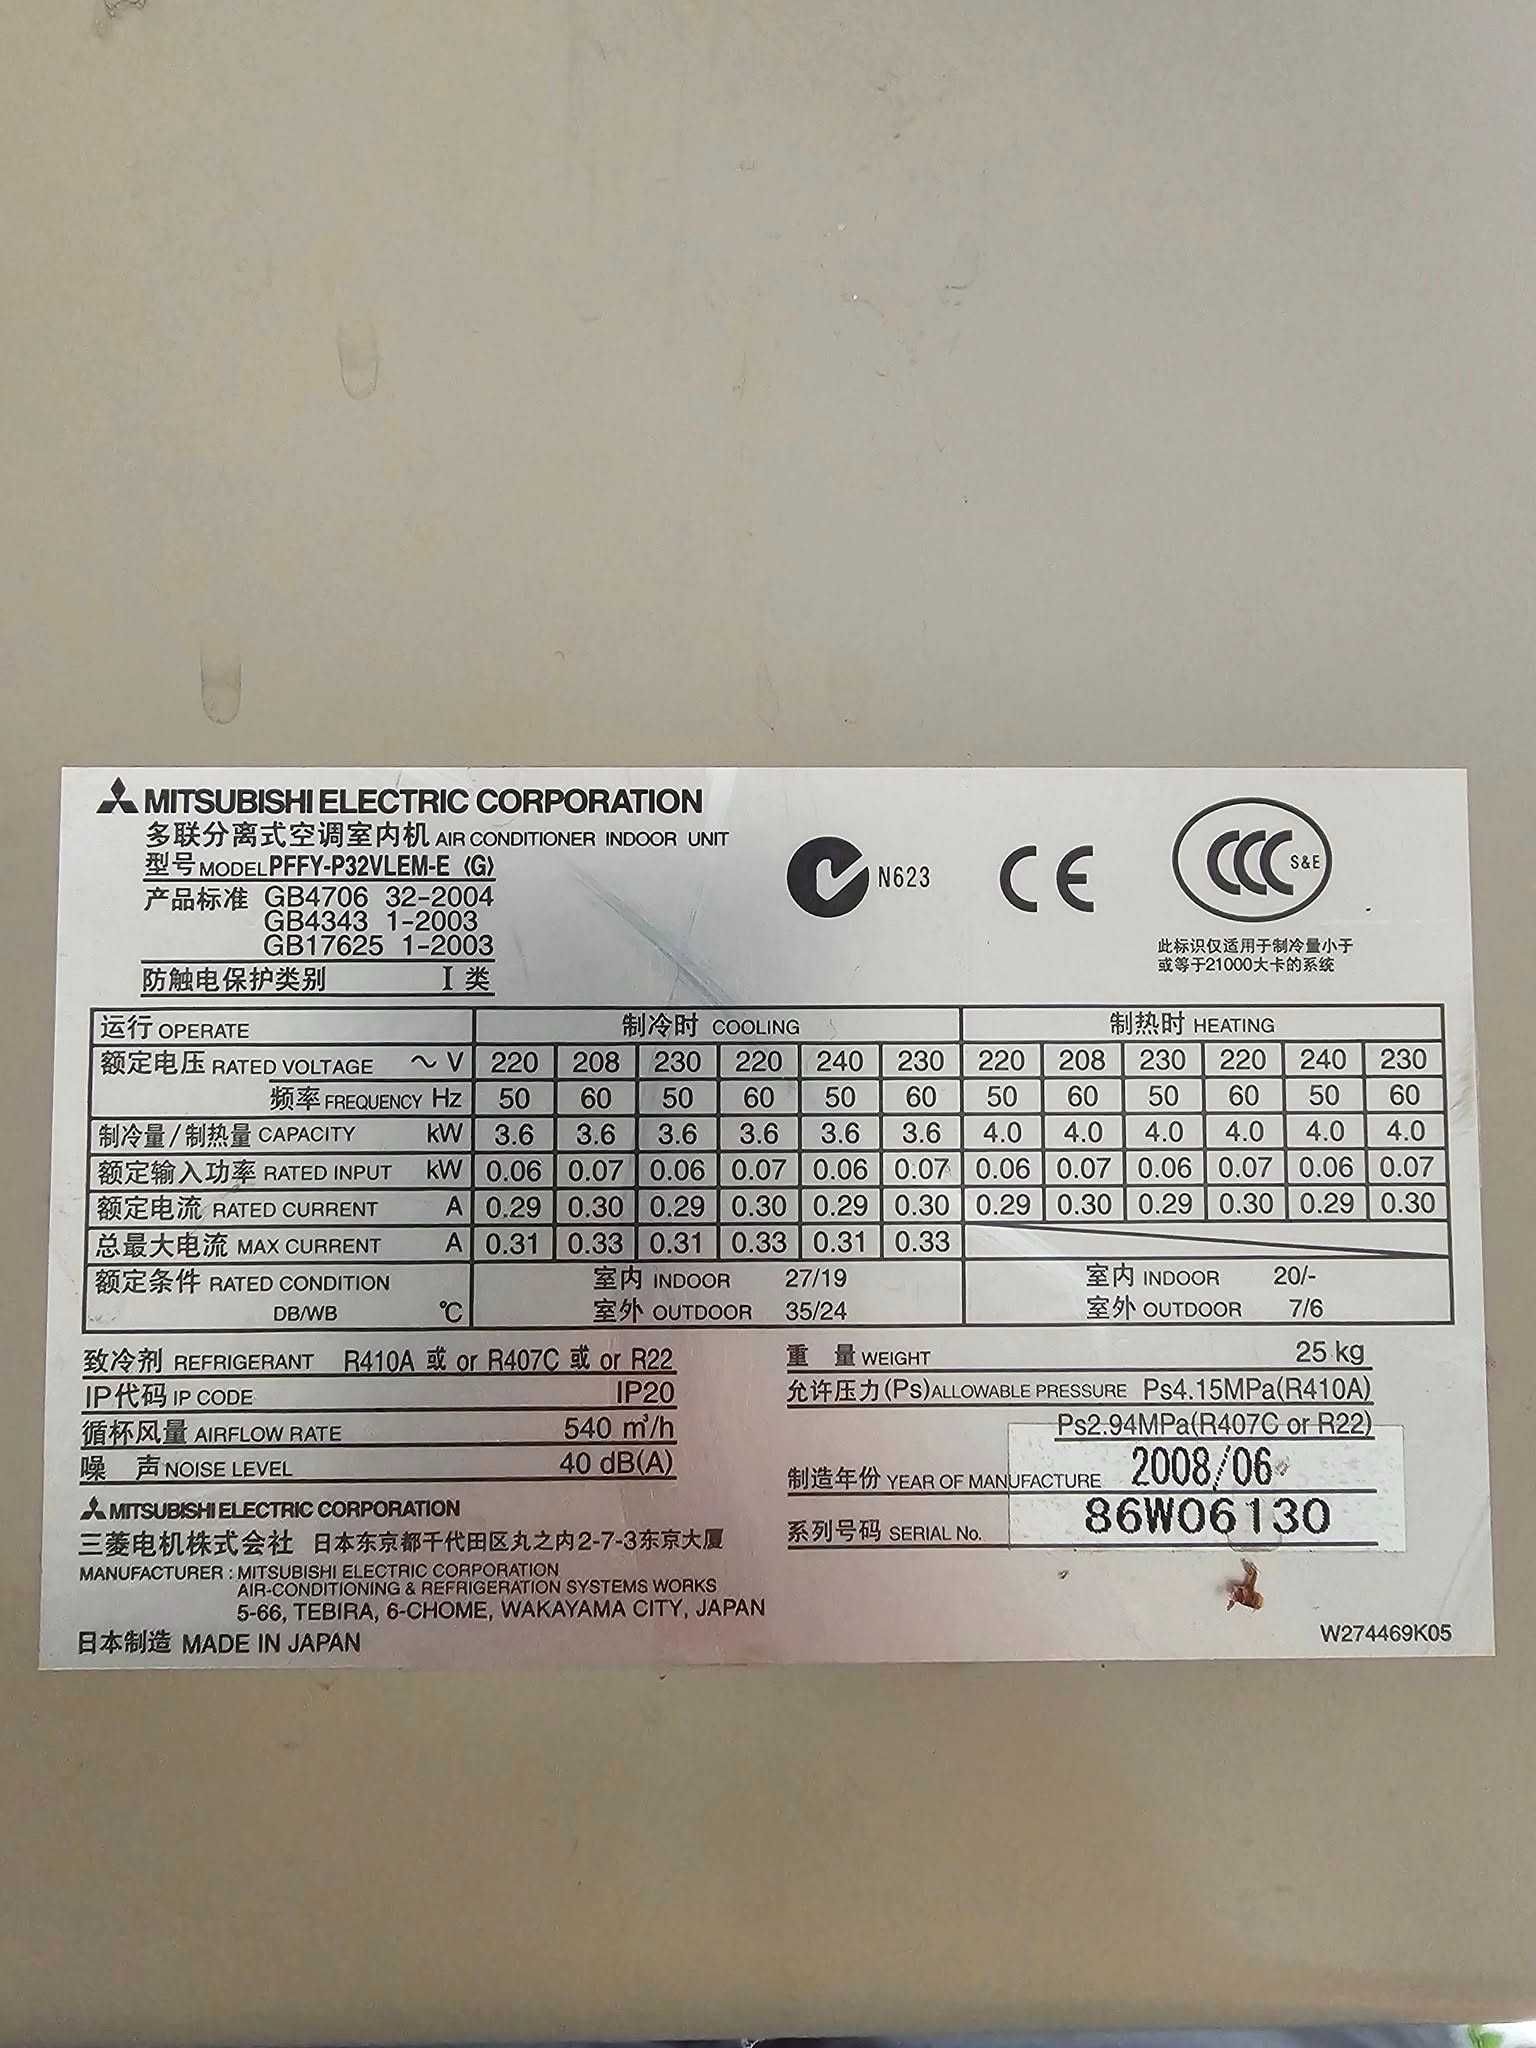 MITSUBISHI ELECTRIC CORPORATION
多联分离式空调室内机 AIR CONDITIONER INDOOR UNIT
型号 MODEL PFFY-P32VLEM-E (G)
产品标准 GB4706 32-2004
GB4343 1-2003
GB17625 1-2003
防触电保护类别 I 类
N623
CE
CCC S&E
此标识仅适用于制冷量小于
或等于21000大卡的系统
运行 OPERATE 制冷时 COOLING 制热时 HEATING
额定电压 RATED VOLTAGE ~ V 220 208 230 220 240 230 220 208 230 220 240 230
频率 FREQUENCY Hz 50 60 50 60 50 60 50 60 50 60 50 60
制冷量/制热量 CAPACITY kW 3.6 3.6 3.6 3.6 3.6 3.6 4.0 4.0 4.0 4.0 4.0 4.0
额定输入功率 RATED INPUT kW 0.06 0.07 0.06 0.07 0.06 0.07 0.06 0.07 0.06 0.07 0.06 0.07
额定电流 RATED CURRENT A 0.29 0.30 0.29 0.30 0.29 0.30 0.29 0.30 0.29 0.30 0.29 0.30
总最大电流 MAX CURRENT A 0.31 0.33 0.31 0.33 0.31 0.33
额定条件 RATED CONDITION 室内 INDOOR 27/19 室内 INDOOR 20/-
DB/WB ℃ 室外 OUTDOOR 35/24 室外 OUTDOOR 7/6
致冷剂 REFRIGERANT R410A 或 or R407C 或 or R22
IP代码 IP CODE IP20
循杯风量 AIRFLOW RATE 540 m³/h
噪 声 NOISE LEVEL 40 dB(A)
重 量 WEIGHT 25 kg
允许压力(Ps) ALLOWABLE PRESSURE Ps4.15MPa(R410A)
Ps2.94MPa(R407C or R22)
制造年份 YEAR OF MANUFACTURE 2008/06
系列号码 SERIAL No. 86W06130
MITSUBISHI ELECTRIC CORPORATION
三菱电机株式会社 日本东京都千代田区丸之内2-7-3东京大厦
MANUFACTURER : MITSUBISHI ELECTRIC CORPORATION
AIR-CONDITIONING & REFRIGERATION SYSTEMS WORKS
5-66, TEBIRA, 6-CHOME, WAKAYAMA CITY, JAPAN
日本制造 MADE IN JAPAN
W274469K05